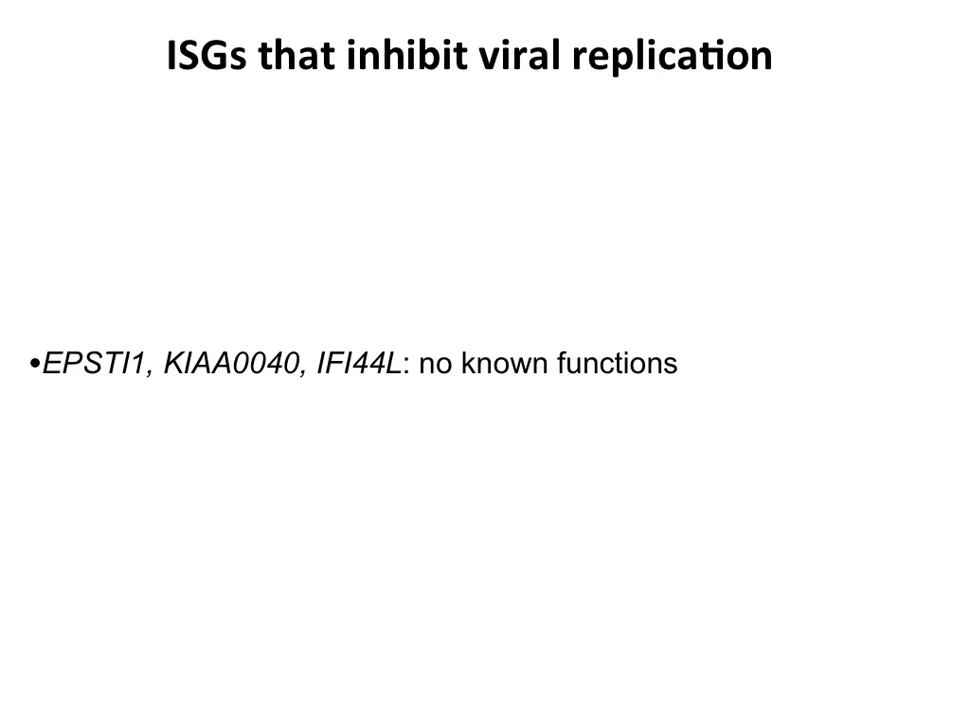 ISGs that inhibit viral replication
•EPSTI1, KIAA0040, IFI44L: no known functions